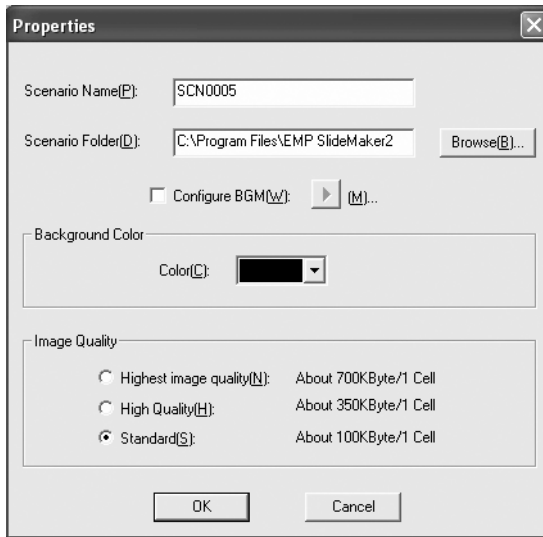 Properties
Scenario Name(P): SCN0005
Scenario Folder(D): C:\Program Files\EMP SlideMaker2 Browse(B)...
Configure BGM(W): (M)...
Background Color
Color(C):
Image Quality
Highest image quality(N): About 700KByte/1 Cell
High Quality(H): About 350KByte/1 Cell
Standard(S): About 100KByte/1 Cell
OK Cancel